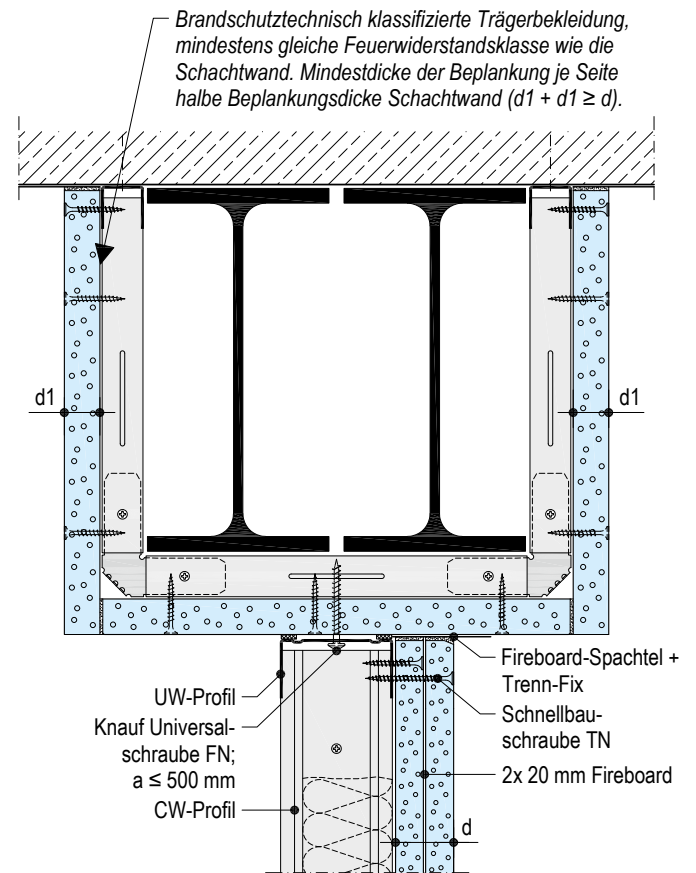 Brandschutztechnisch klassifizierte Trägerbekleidung,
mindestens gleiche Feuerwiderstandsklasse wie die
Schachtwand. Mindestdicke der Beplankung je Seite
halbe Beplankungsdicke Schachtwand (d1 + d1 ≥ d).
d1
d1
UW-Profil
Knauf Universal-
schraube FN;
a ≤ 500 mm
CW-Profil
Fireboard-Spachtel +
Trenn-Fix
Schnellbau-
schraube TN
2x 20 mm Fireboard
d